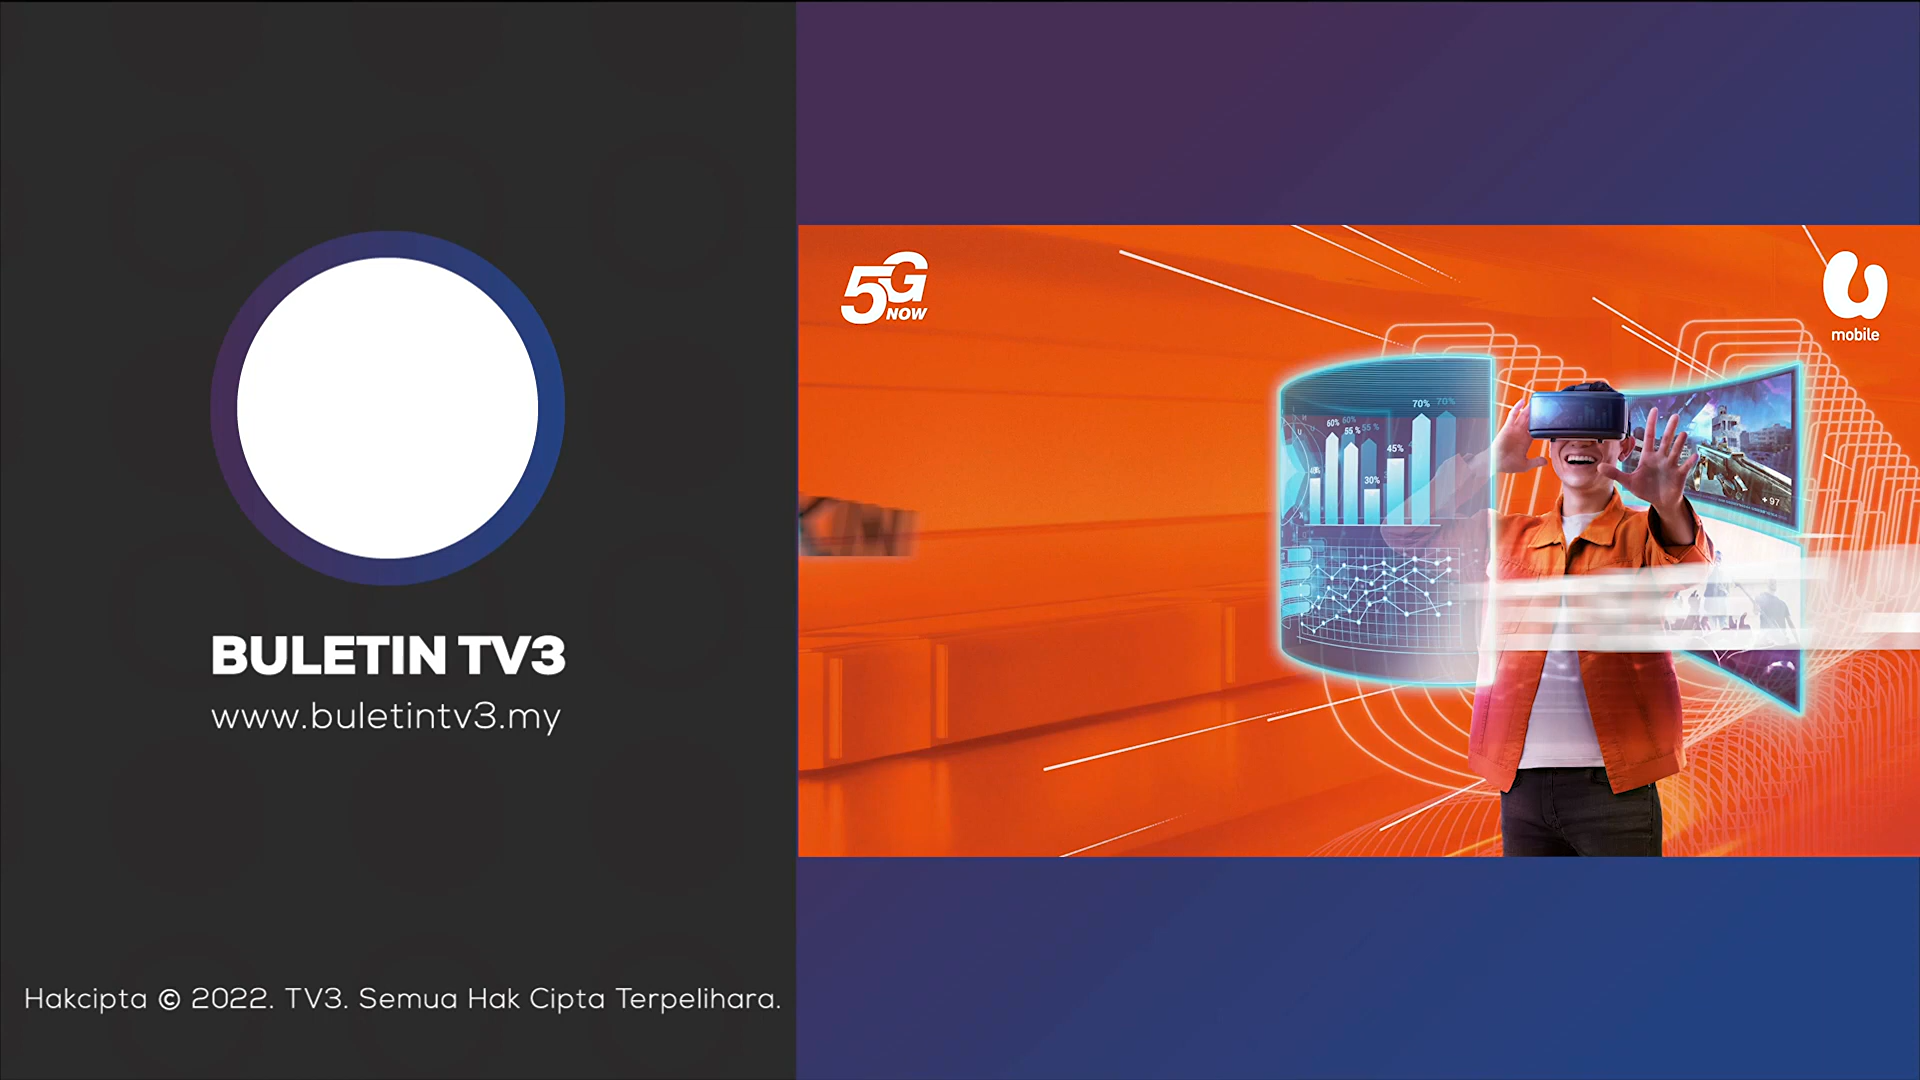 BULETIN TV3
www.buletintv3.my
Hakcipta © 2022. TV3. Semua Hak Cipta Terpelihara.
5G
NOW
mobile
60%
60%
55 %
55 %
30%
45%
70%
70%
+ 97